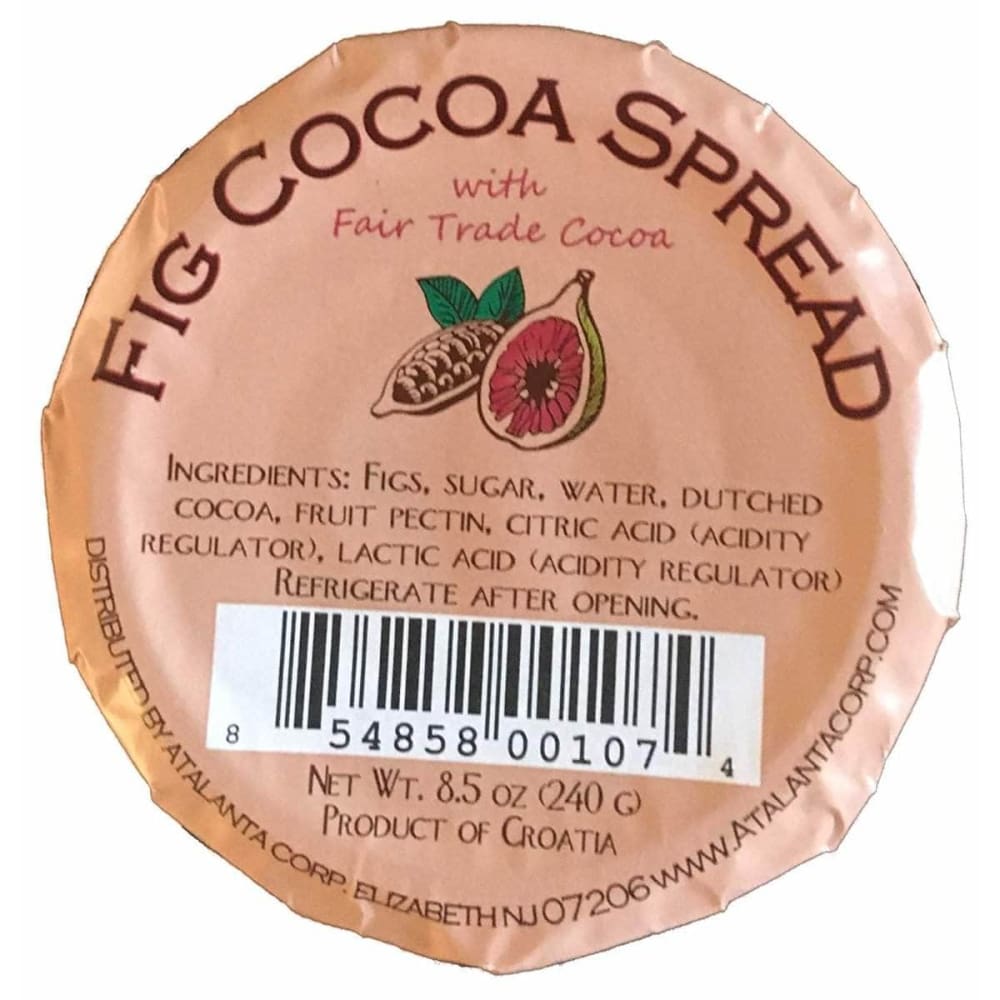 FIG COCOA SPREAD
with
Fair Trade Cocoa
INGREDIENTS: FIGS, SUGAR, WATER, DUTCHED
COCOA, FRUIT PECTIN, CITRIC ACID (ACIDITY
REGULATOR), LACTIC ACID (ACIDITY REGULATOR)
REFRIGERATE AFTER OPENING.
8 54858 00107 4
NET WT. 8.5 OZ (240 G)
PRODUCT OF CROATIA
DISTRIBUTED BY ATALANTA CORP. ELIZABETH NJ 07206 WWW.ATALANTACORP.COM